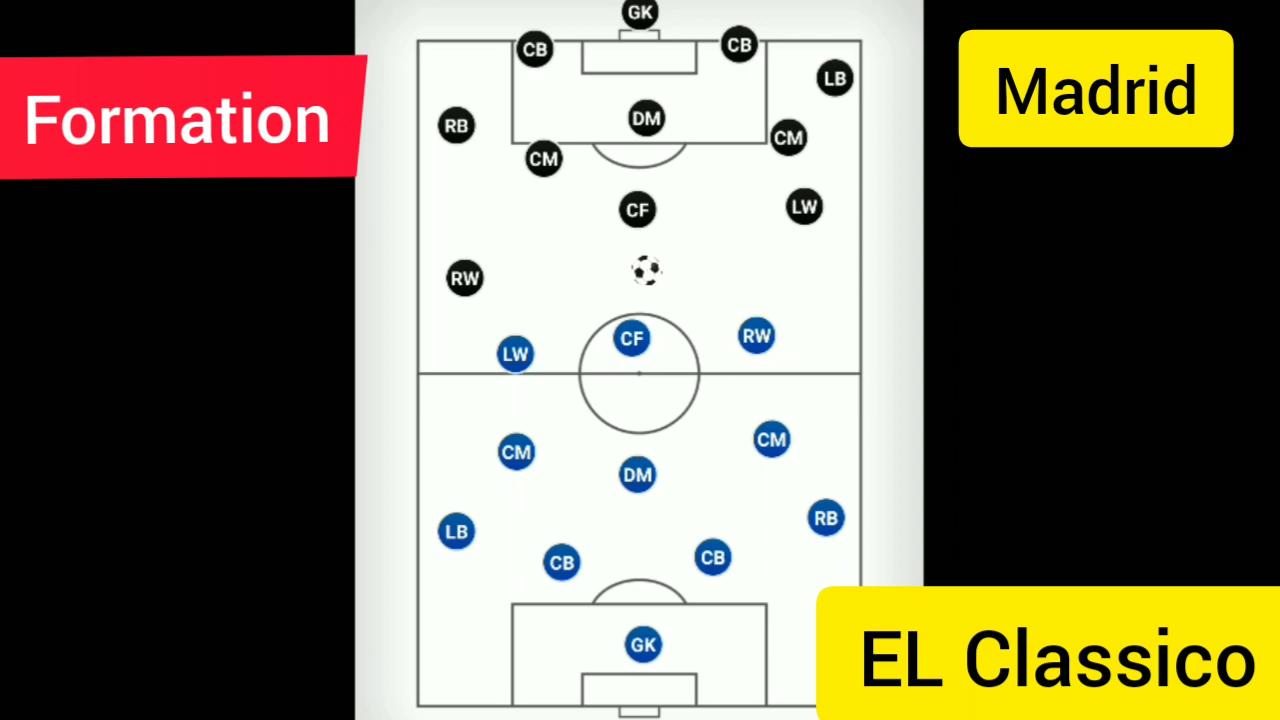 GK
CB
CB
LB
Formation
Madrid
RB
DM
CM
CM
CF
LW
RW
LW
CF
RW
CM
DM
CM
LB
RB
CB
CB
GK
EL Classico